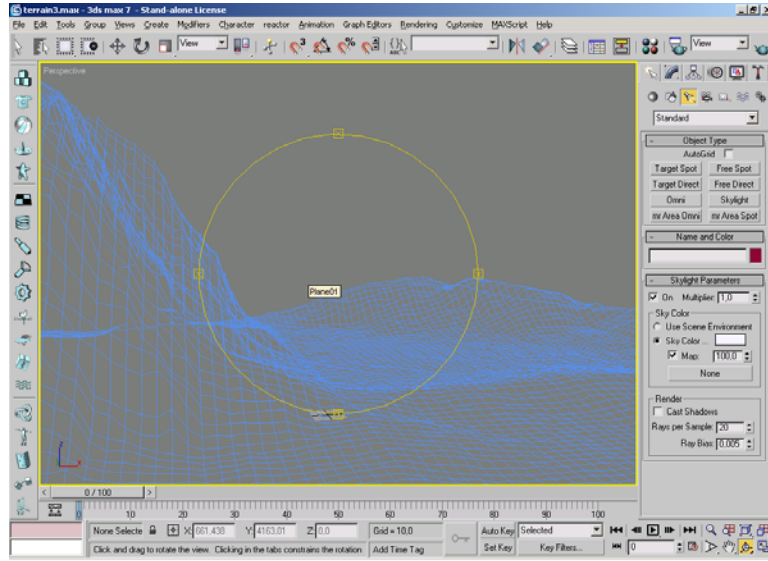 terrain3.max - 3ds max 7 - Stand-alone License
File Edit Tools Group Views Create Modifiers Character reactor Animation Graph Editors Rendering Customize MAXScript Help
View View
Perspective
Standard
- Object Type
AutoGrid
Target Spot Free Spot
Target Direct Free Direct
Omni Skylight
mr Area Omni mr Area Spot
- Name and Color
- Skylight Parameters
On Multiplier: 1,0
Sky Color
Use Scene Environment
Sky Color ...
Map: 100,0
None
Render
Cast Shadows
Rays per Sample: 20
Ray Bias: 0,005
Plane01
z
x
0 / 100
0 10 20 30 40 50 60 70 80 90 100
None Selecte X: 661,438 Y: 4163,01 Z: 0,0 Grid = 10,0 Auto Key Selected
Click and drag to rotate the view. Clicking in the tabs constrains the rotation Add Time Tag Set Key Key Filters... 0